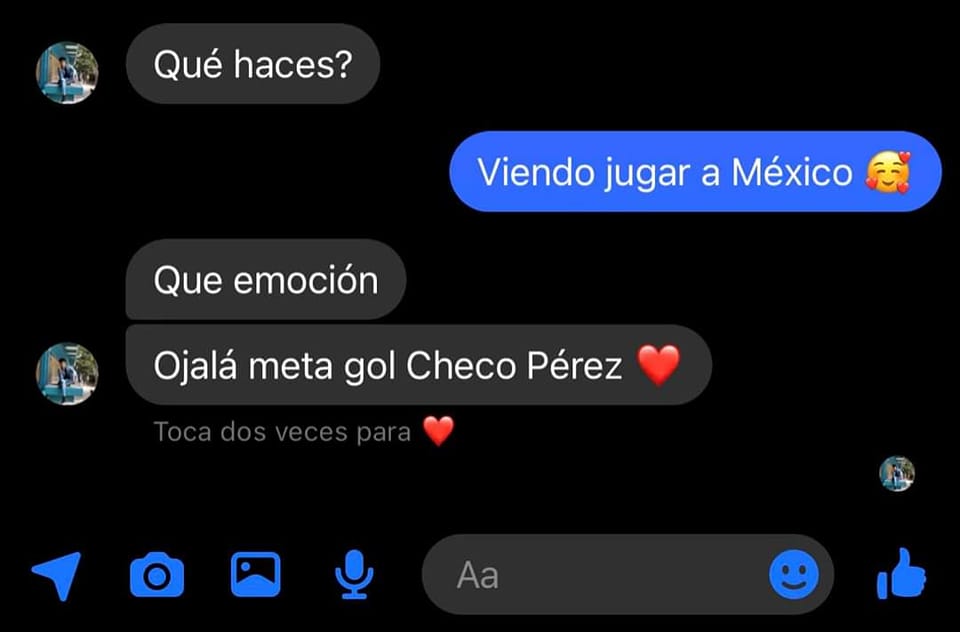 Qué haces?
Viendo jugar a México 🥰
Que emoción
Ojalá meta gol Checo Pérez ❤️
Toca dos veces para ❤️
Aa